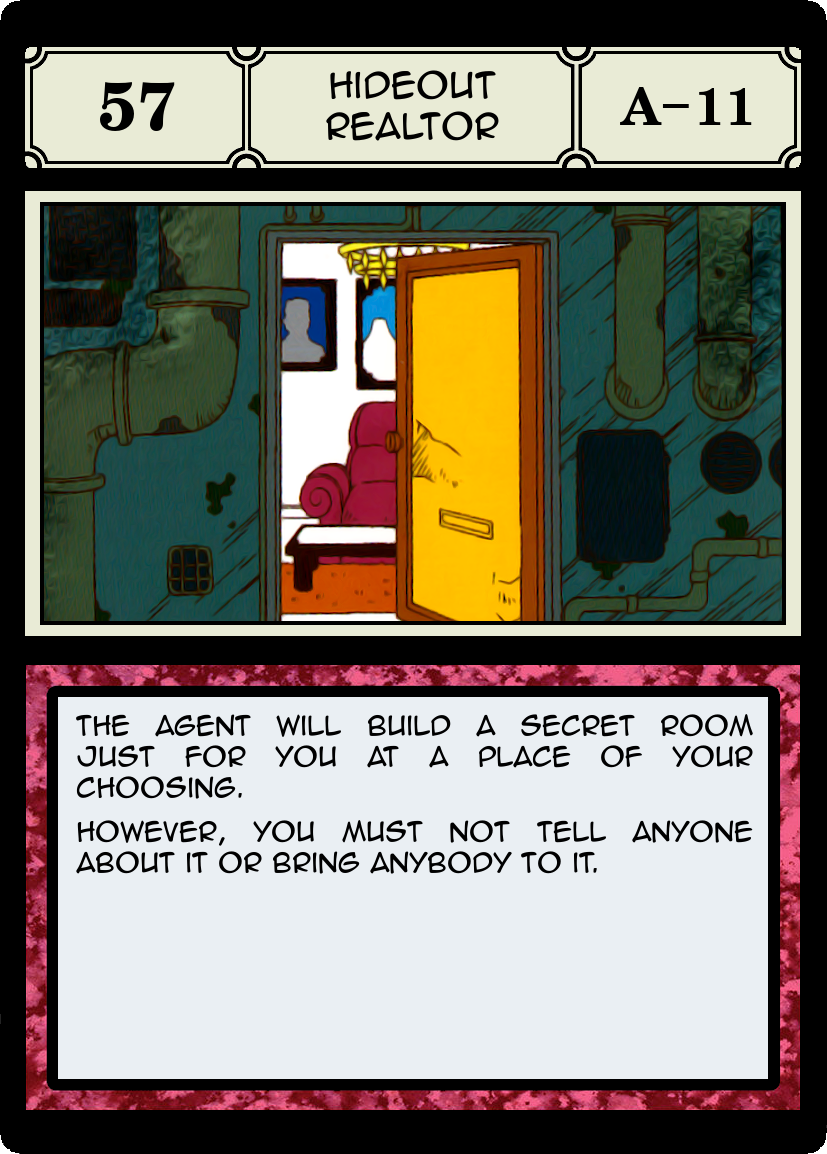 57
HIDEOUT
REALTOR
A-11
THE AGENT WILL BUILD A SECRET ROOM
JUST FOR YOU AT A PLACE OF YOUR
CHOOSING.
HOWEVER, YOU MUST NOT TELL ANYONE
ABOUT IT OR BRING ANYBODY TO IT.